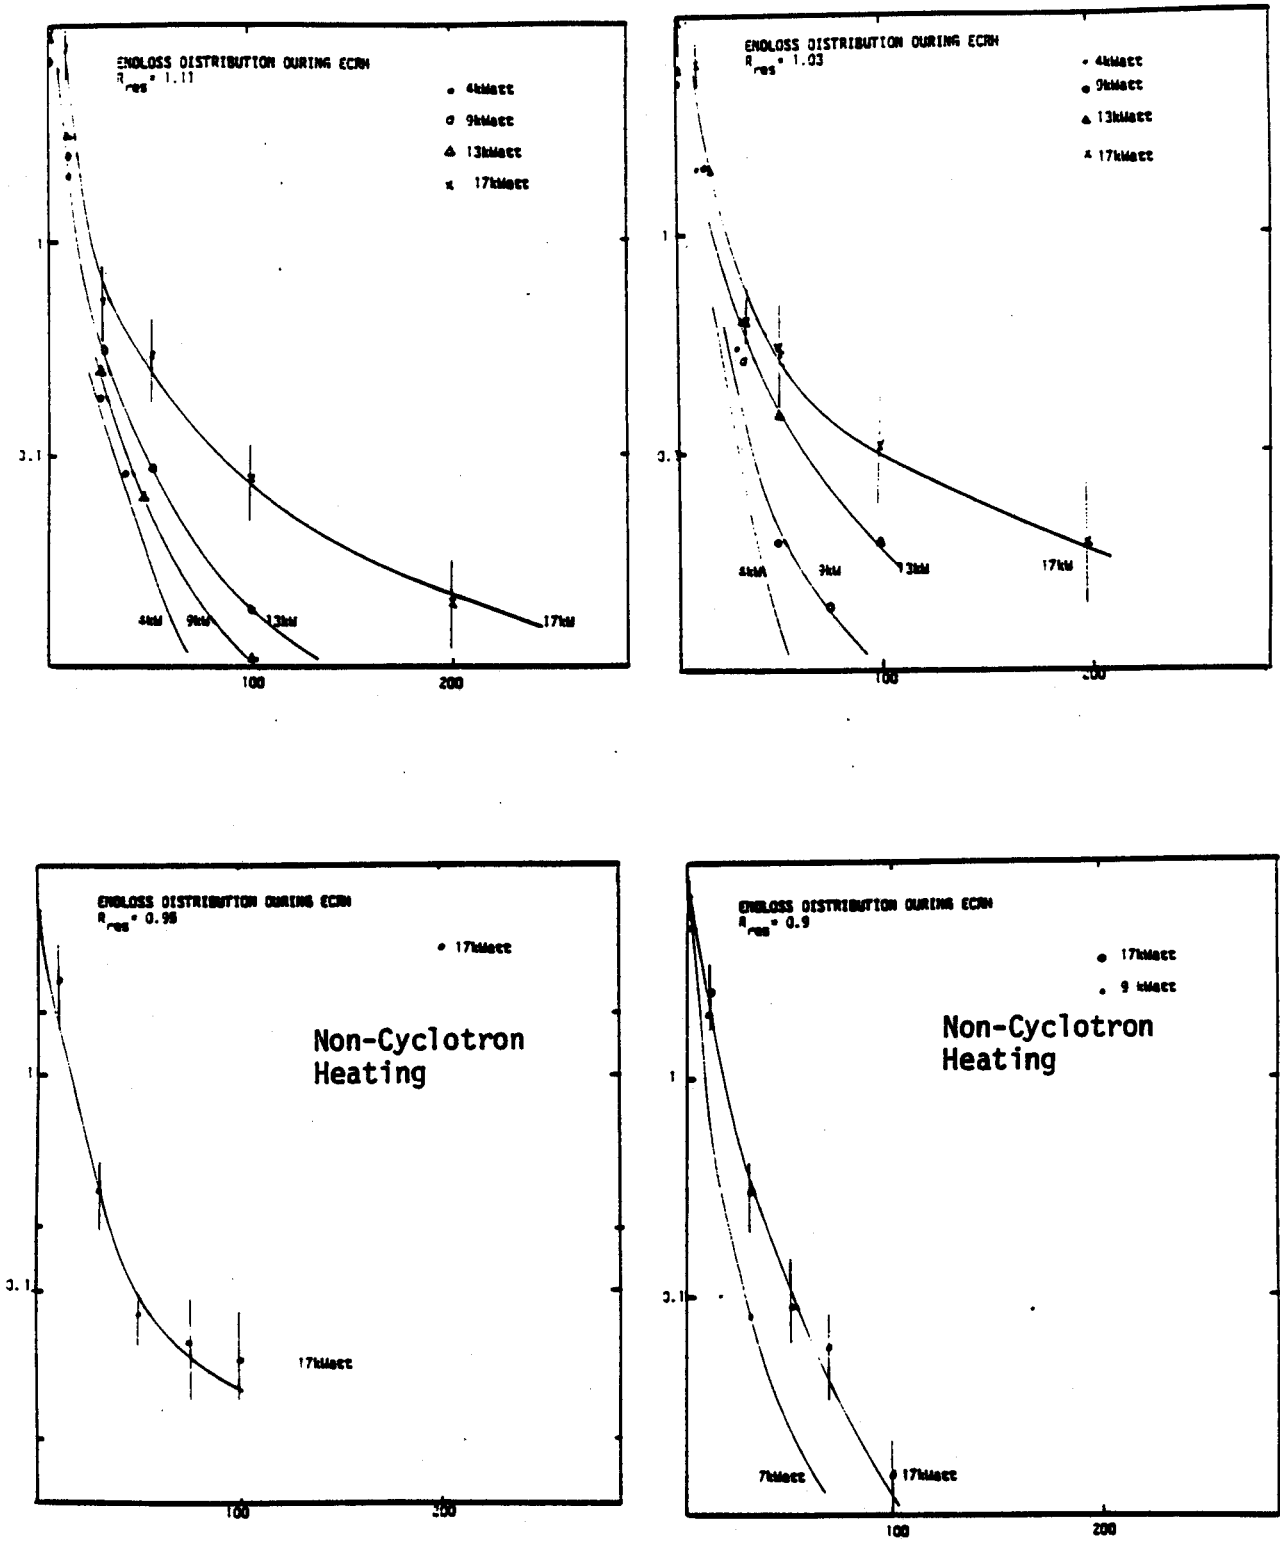 ENDLOSS DISTRIBUTION DURING ECRH
R res = 1.11
4kWatt
9kWatt
13kWatt
17kWatt
1
0.1
4kW 9kW 13kW 17kW
100 200
ENDLOSS DISTRIBUTION DURING ECRH
R res = 1.03
4kWatt
9kWatt
13kWatt
17kWatt
1
0.1
9kW 13kW 17kW
100 200
ENDLOSS DISTRIBUTION DURING ECRH
R res = 0.95
17kWatt
Non-Cyclotron
Heating
1
0.1
17kWatt
100 200
ENDLOSS DISTRIBUTION DURING ECRH
R res = 0.9
17kWatt
9 kWatt
Non-Cyclotron
Heating
1
0.1
7kWatt 17kWatt
100 200